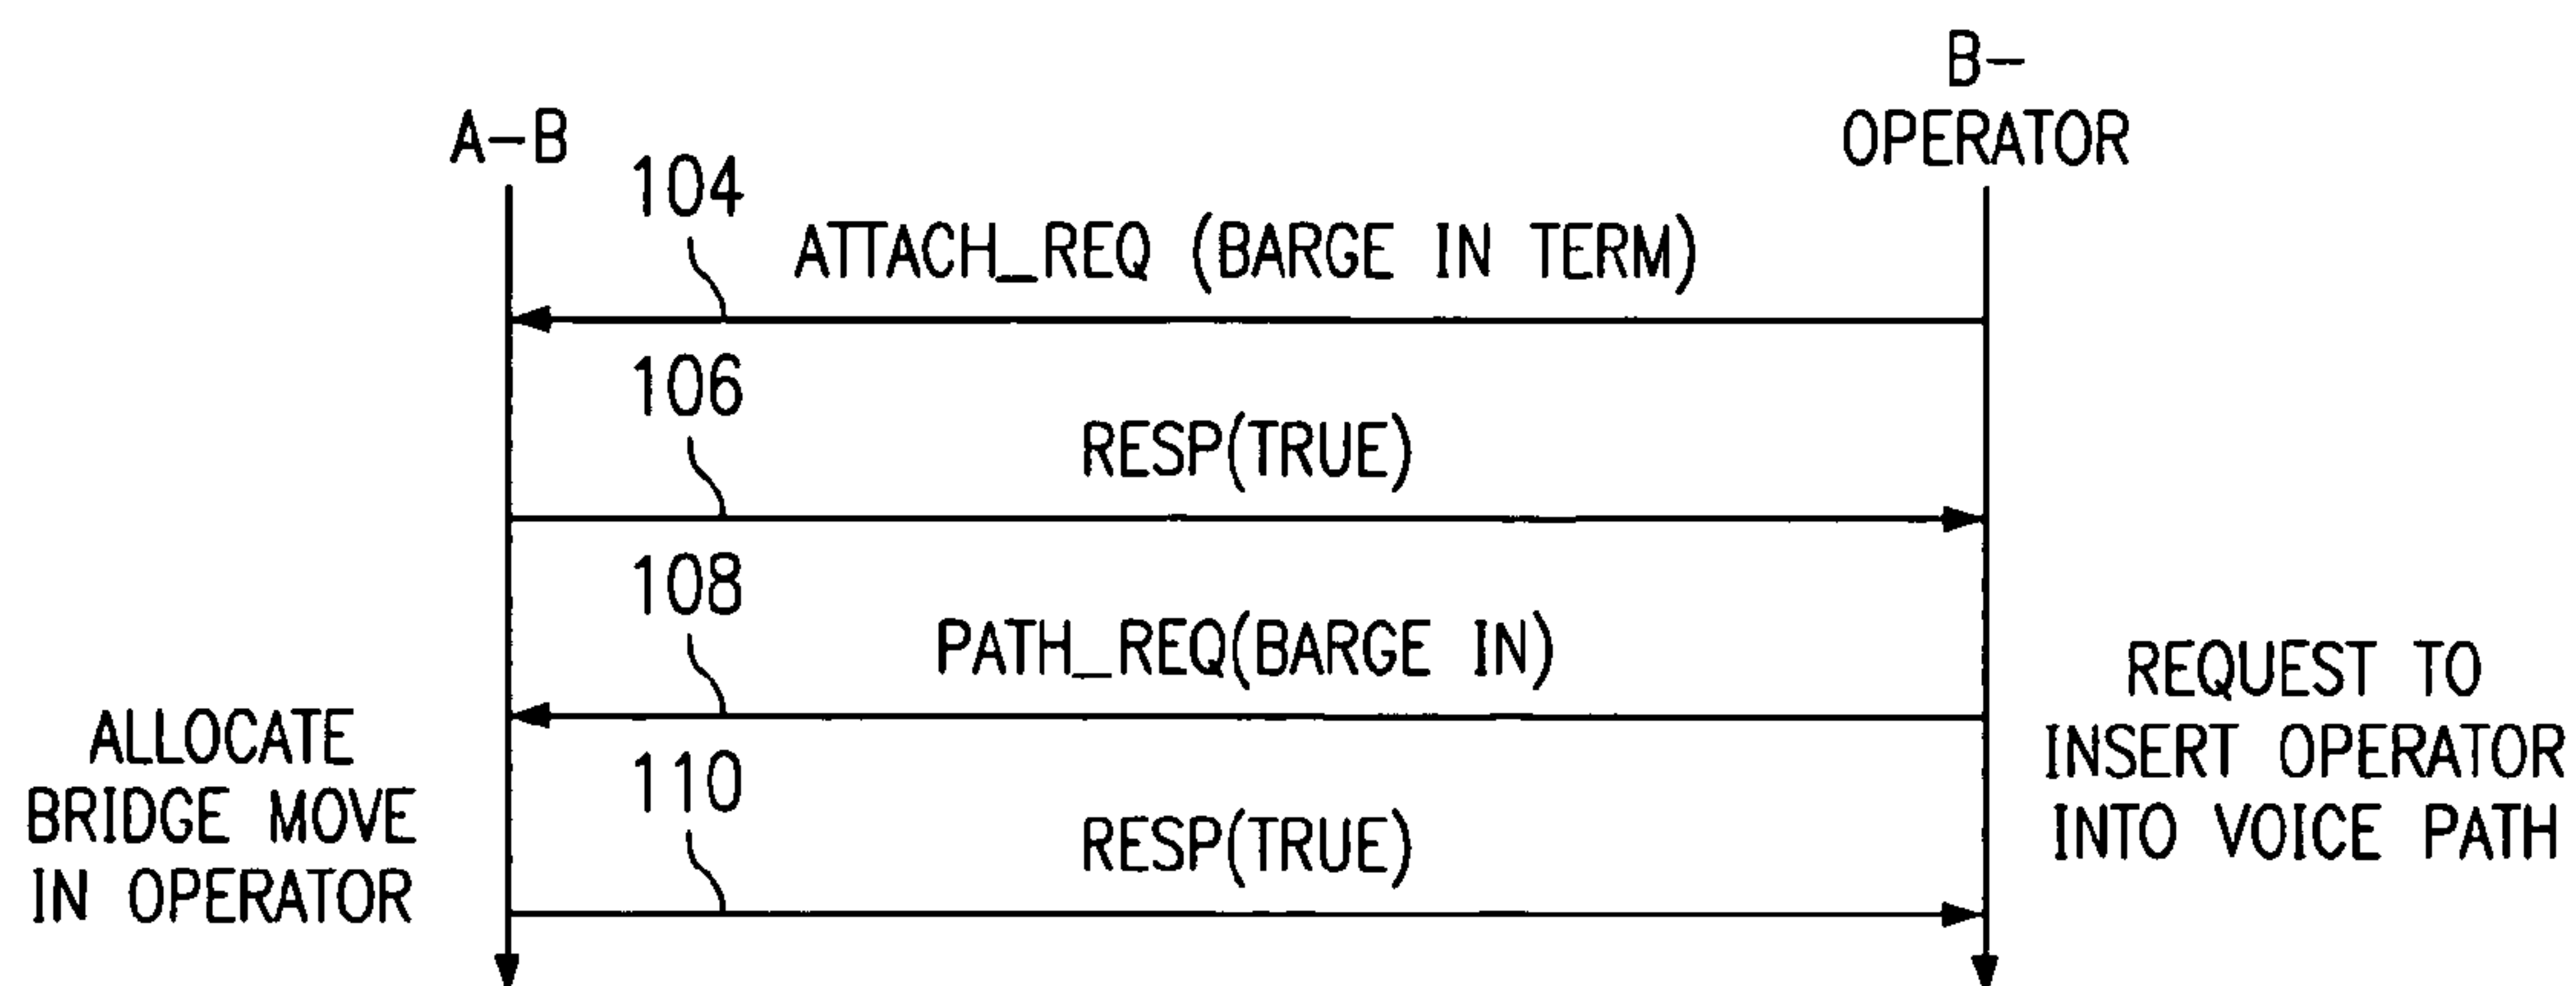 A-B
B-
OPERATOR
104
ATTACH_REQ (BARGE IN TERM)
106
RESP(TRUE)
108
PATH_REQ(BARGE IN)
REQUEST TO
INSERT OPERATOR
INTO VOICE PATH
ALLOCATE
BRIDGE MOVE
IN OPERATOR
110
RESP(TRUE)